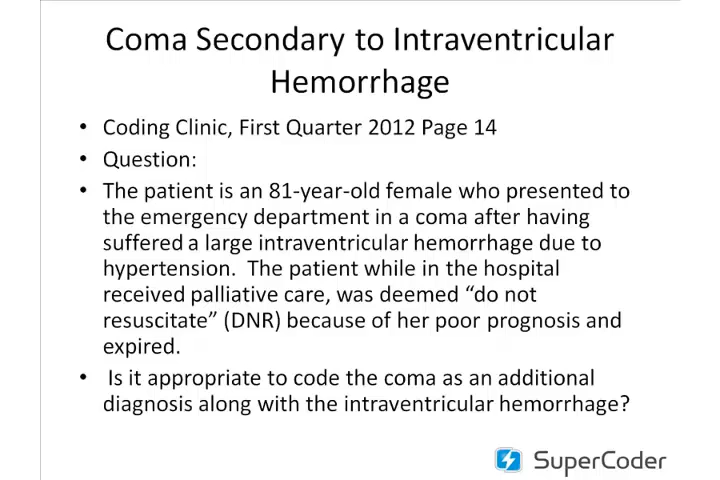 Coma Secondary to Intraventricular
Hemorrhage
• Coding Clinic, First Quarter 2012 Page 14
• Question:
• The patient is an 81-year-old female who presented to
the emergency department in a coma after having
suffered a large intraventricular hemorrhage due to
hypertension.  The patient while in the hospital
received palliative care, was deemed “do not
resuscitate” (DNR) because of her poor prognosis and
expired.
• Is it appropriate to code the coma as an additional
diagnosis along with the intraventricular hemorrhage?
SuperCoder